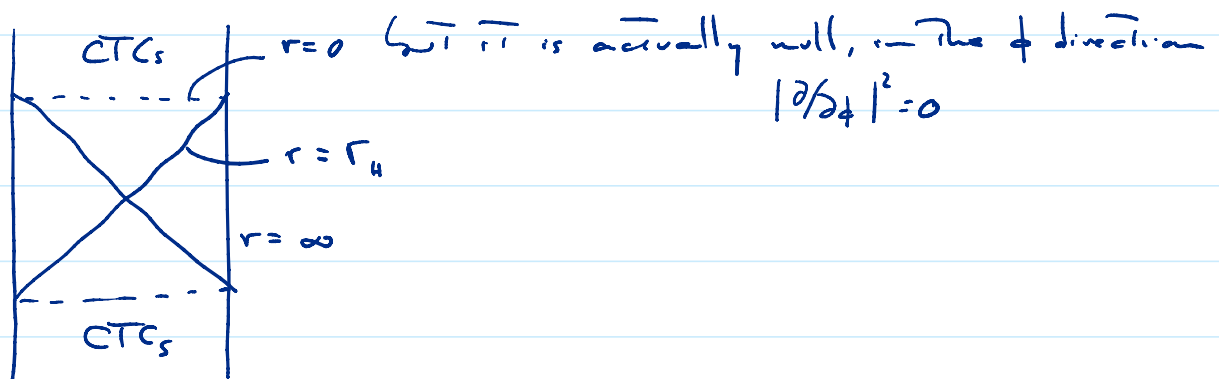 CTCs
r=0 but it is actually null, in the φ direction
|∂/∂φ|²=0
r = r_H
r = ∞
CTCs